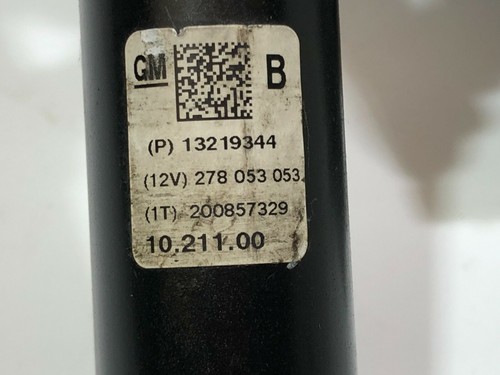 GM B
(P) 13219344
(12V) 278 053 053
(1T) 200857329
10.211.00